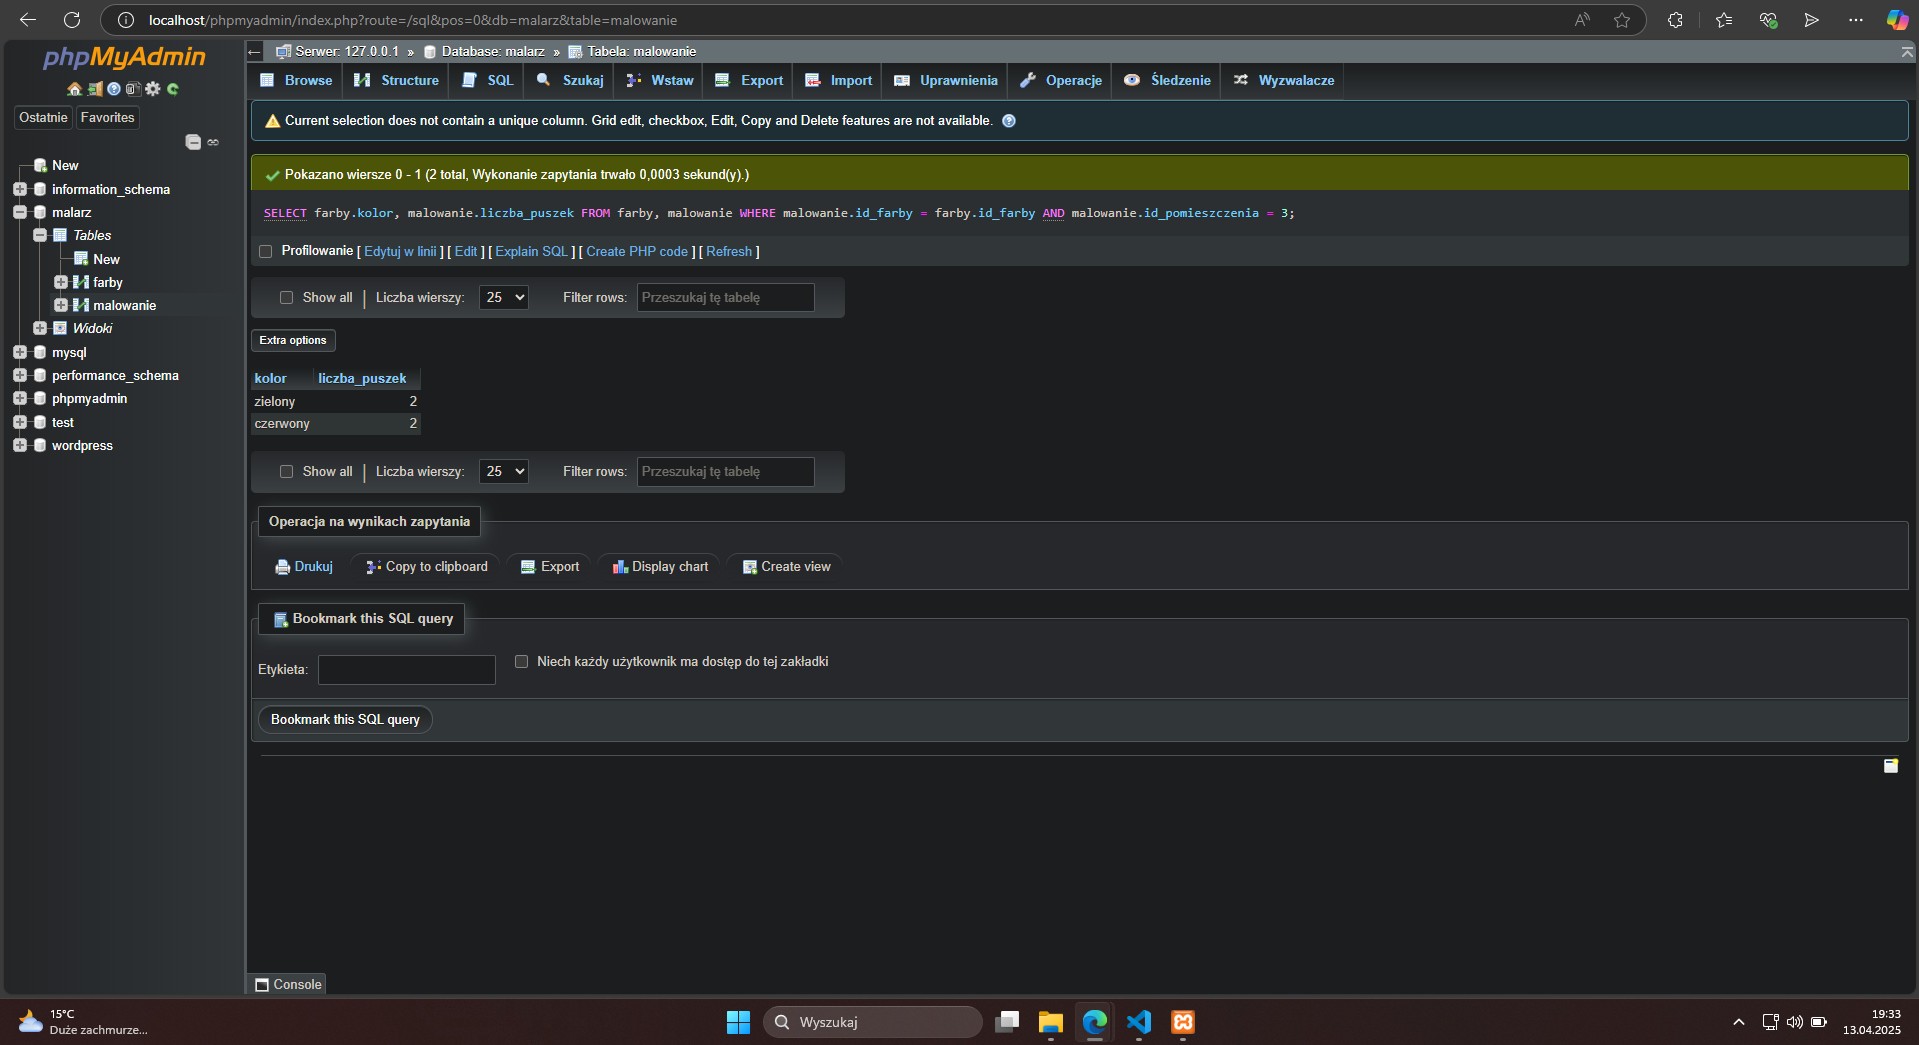 localhost/phpmyadmin/index.php?route=/sql&pos=0&db=malarz&table=malowanie
phpMyAdmin
Ostatnie Favorites
New
information_schema
malarz
Tables
New
farby
malowanie
Widoki
mysql
performance_schema
phpmyadmin
test
wordpress
Serwer: 127.0.0.1 » Database: malarz » Tabela: malowanie
Browse Structure SQL Szukaj Wstaw Export Import Uprawnienia Operacje Śledzenie Wyzwalacze
Current selection does not contain a unique column. Grid edit, checkbox, Edit, Copy and Delete features are not available.
Pokazano wiersze 0 - 1 (2 total, Wykonanie zapytania trwało 0,0003 sekund(y).)
SELECT farby.kolor, malowanie.liczba_puszek FROM farby, malowanie WHERE malowanie.id_farby = farby.id_farby AND malowanie.id_pomieszczenia = 3;
Profilowanie [ Edytuj w linii ] [ Edit ] [ Explain SQL ] [ Create PHP code ] [ Refresh ]
Show all | Liczba wierszy: 25 Filter rows: Przeszukaj tę tabelę
Extra options
kolor liczba_puszek
zielony 2
czerwony 2
Show all | Liczba wierszy: 25 Filter rows: Przeszukaj tę tabelę
Operacja na wynikach zapytania
Drukuj Copy to clipboard Export Display chart Create view
Bookmark this SQL query
Etykieta: Niech każdy użytkownik ma dostęp do tej zakładki
Bookmark this SQL query
Console
15°C
Duże zachmurze...
Wyszukaj
19:33
13.04.2025